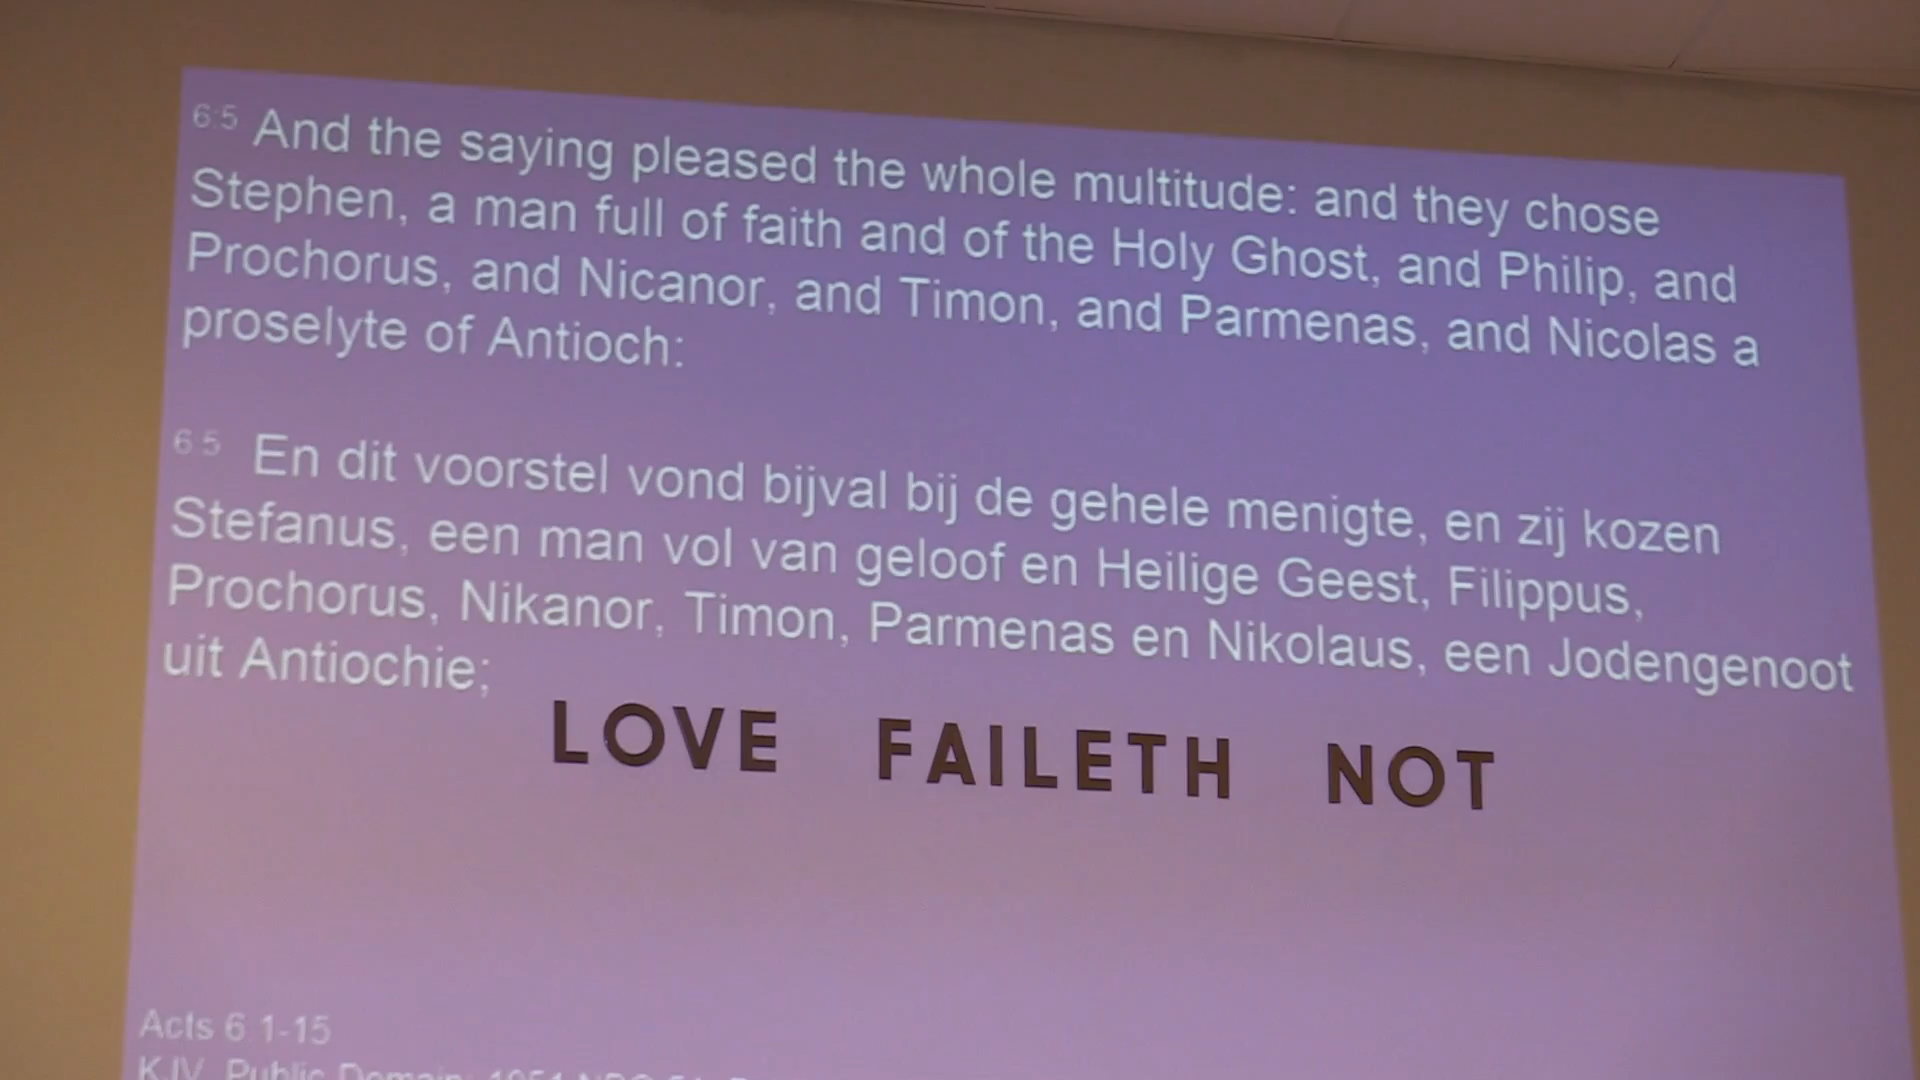 6:5 And the saying pleased the whole multitude: and they chose
Stephen, a man full of faith and of the Holy Ghost, and Philip, and
Prochorus, and Nicanor, and Timon, and Parmenas, and Nicolas a
proselyte of Antioch:
6:5 En dit voorstel vond bijval bij de gehele menigte, en zij kozen
Stefanus, een man vol van geloof en Heilige Geest, Filippus,
Prochorus, Nikanor, Timon, Parmenas en Nikolaus, een Jodengenoot
uit Antiochie;
LOVE FAILETH NOT
Acts 6:1-15
KJV, Public Domain; 1951